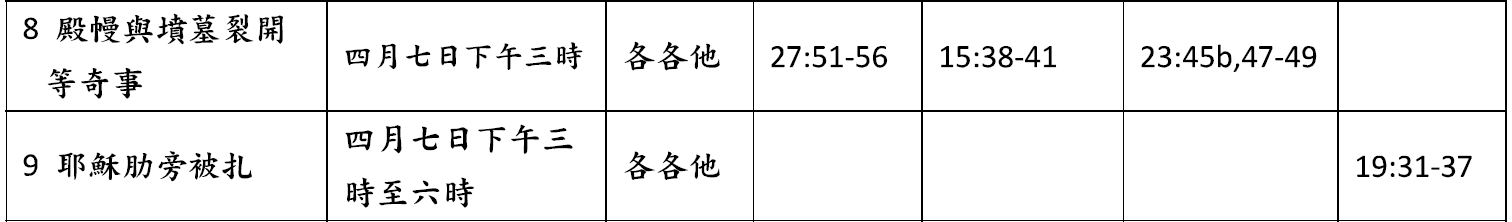 8 殿幔與墳墓裂開
等奇事
四月七日下午三時
各各他
27:51-56
15:38-41
23:45b,47-49
9 耶穌肋旁被扎
四月七日下午三
時至六時
各各他
19:31-37